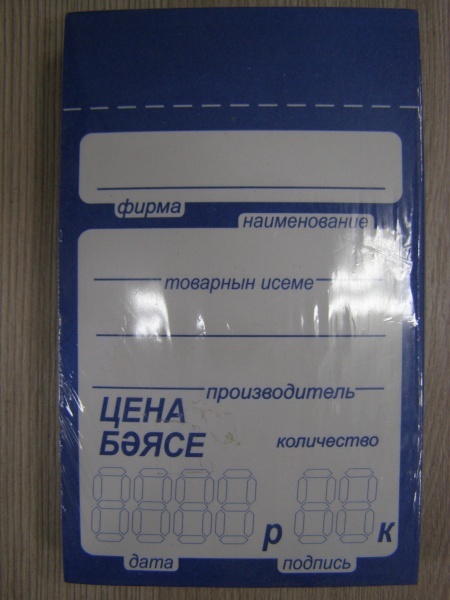 фирма
наименование
товарнын исеме
производитель
ЦЕНА
БӘЯСЕ
количество
р к
дата подпись